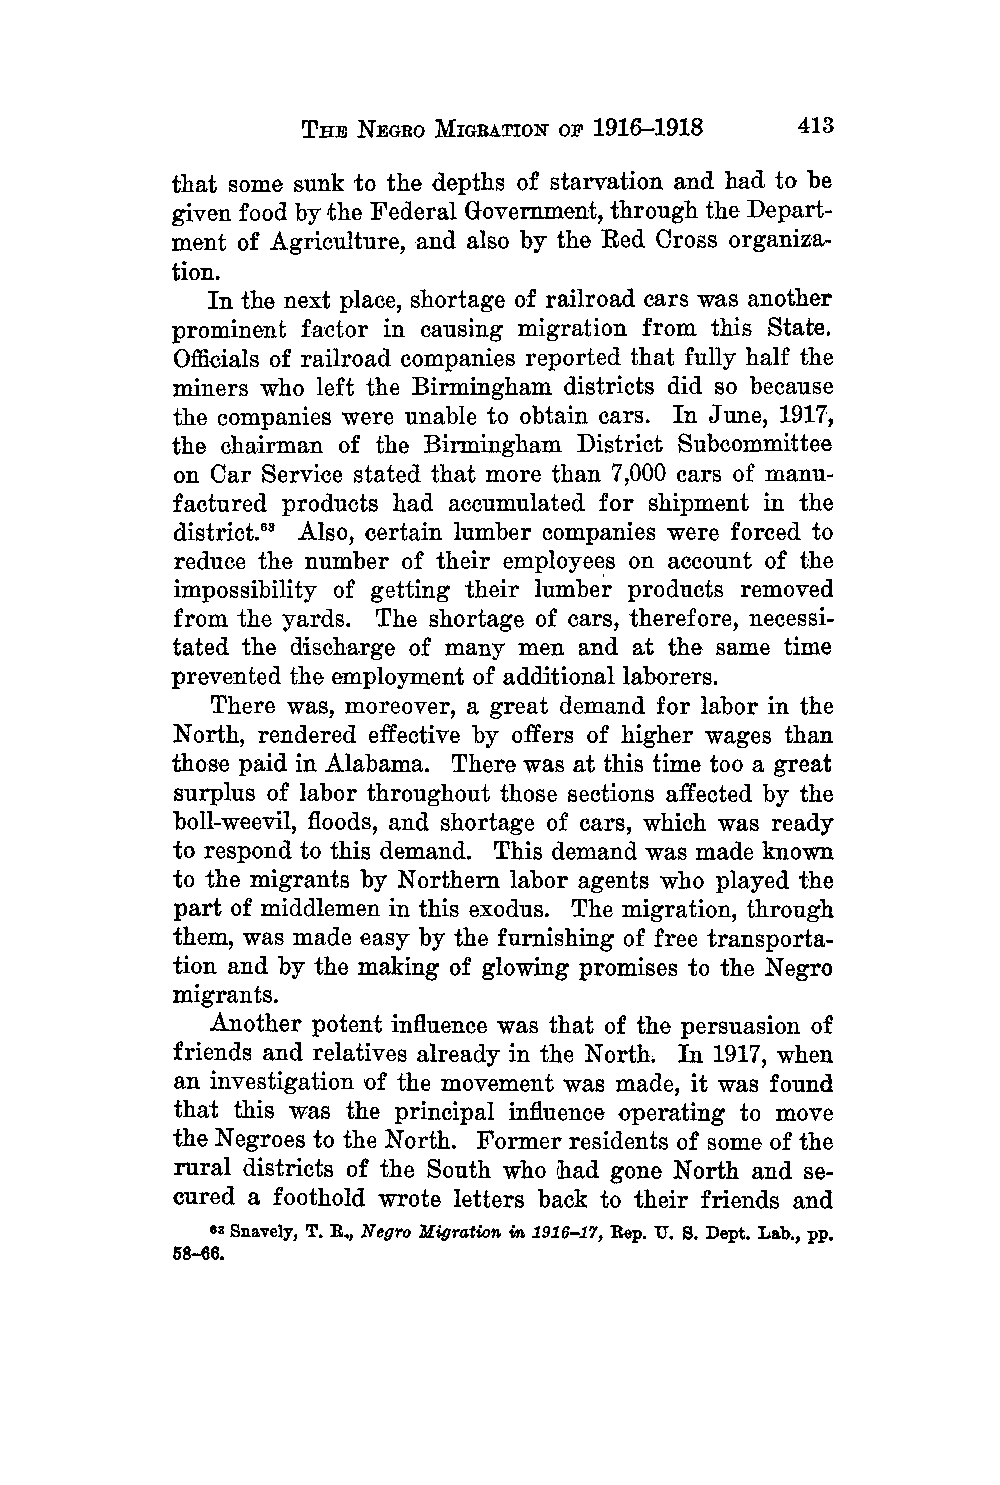 THE NEGRO MIGRATION OF 1916–1918 413
that some sunk to the depths of starvation and had to be
given food by the Federal Government, through the Depart-
ment of Agriculture, and also by the Red Cross organiza-
tion.
In the next place, shortage of railroad cars was another
prominent factor in causing migration from this State.
Officials of railroad companies reported that fully half the
miners who left the Birmingham districts did so because
the companies were unable to obtain cars. In June, 1917,
the chairman of the Birmingham District Subcommittee
on Car Service stated that more than 7,000 cars of manu-
factured products had accumulated for shipment in the
district.⁶³ Also, certain lumber companies were forced to
reduce the number of their employees on account of the
impossibility of getting their lumber products removed
from the yards. The shortage of cars, therefore, necessi-
tated the discharge of many men and at the same time
prevented the employment of additional laborers.
There was, moreover, a great demand for labor in the
North, rendered effective by offers of higher wages than
those paid in Alabama. There was at this time too a great
surplus of labor throughout those sections affected by the
boll-weevil, floods, and shortage of cars, which was ready
to respond to this demand. This demand was made known
to the migrants by Northern labor agents who played the
part of middlemen in this exodus. The migration, through
them, was made easy by the furnishing of free transporta-
tion and by the making of glowing promises to the Negro
migrants.
Another potent influence was that of the persuasion of
friends and relatives already in the North. In 1917, when
an investigation of the movement was made, it was found
that this was the principal influence operating to move
the Negroes to the North. Former residents of some of the
rural districts of the South who had gone North and se-
cured a foothold wrote letters back to their friends and
⁶³ Snavely, T. R., Negro Migration in 1916–17, Rep. U. S. Dept. Lab., pp.
58–66.